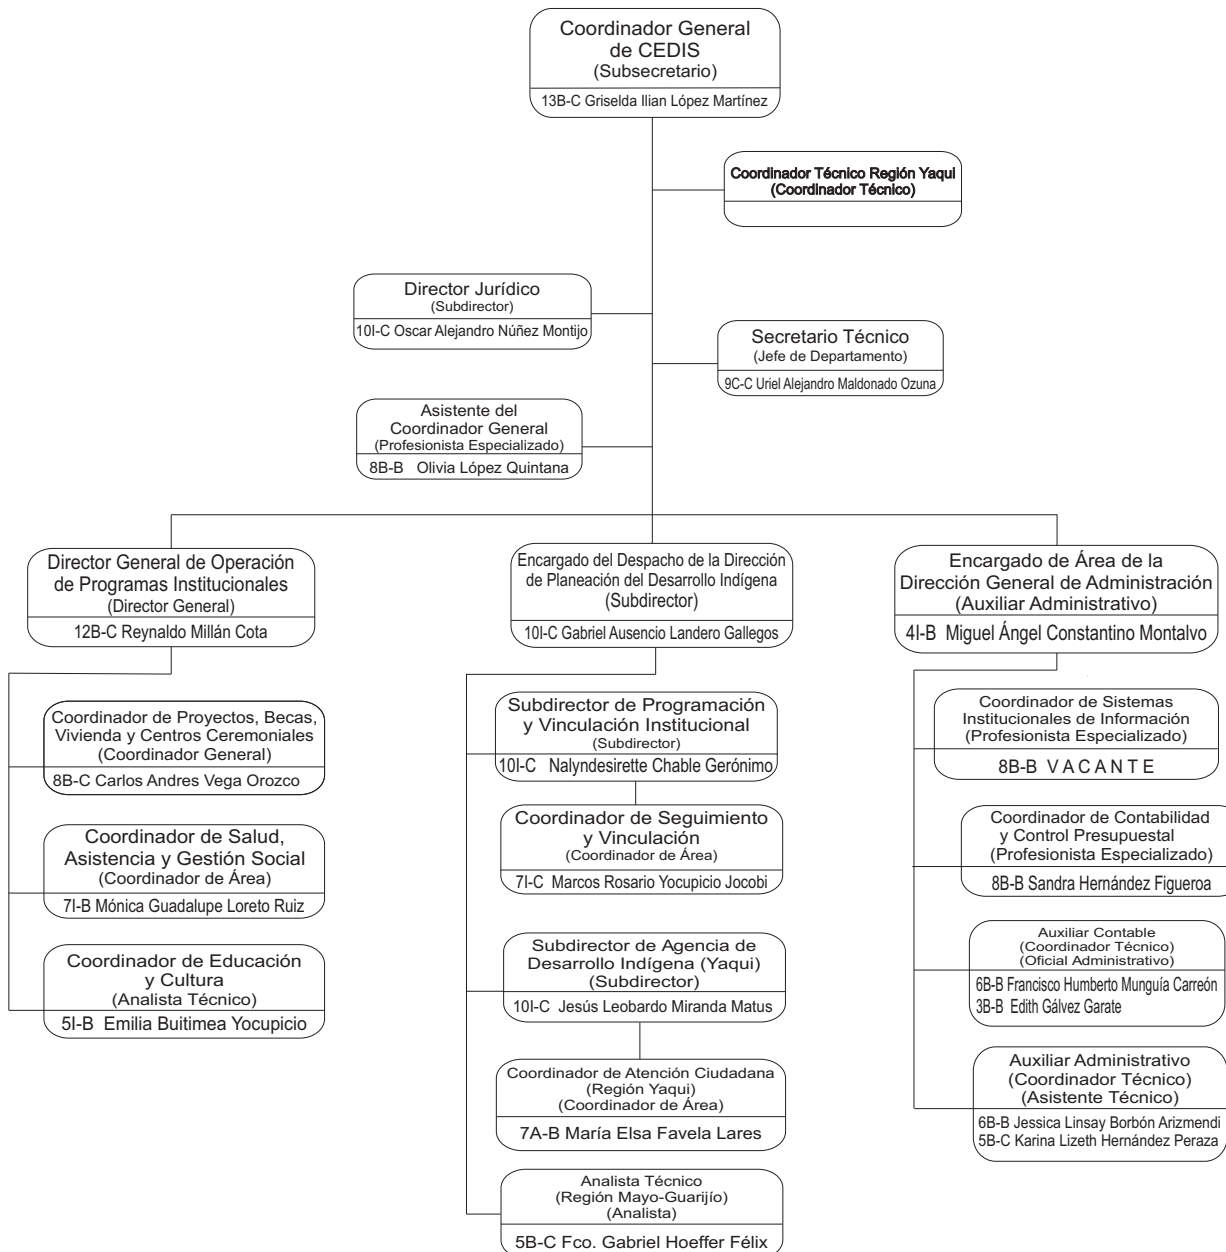 Coordinador General
de CEDIS
(Subsecretario)
13B-C Griselda Ilian López Martínez
Coordinador Técnico Región Yaqui
(Coordinador Técnico)
Director Jurídico
(Subdirector)
10I-C Oscar Alejandro Núñez Montijo
Secretario Técnico
(Jefe de Departamento)
9C-C Uriel Alejandro Maldonado Ozuna
Asistente del
Coordinador General
(Profesionista Especializado)
8B-B Olivia López Quintana
Director General de Operación
de Programas Institucionales
(Director General)
12B-C Reynaldo Millán Cota
Coordinador de Proyectos, Becas,
Vivienda y Centros Ceremoniales
(Coordinador General)
8B-C Carlos Andres Vega Orozco
Coordinador de Salud,
Asistencia y Gestión Social
(Coordinador de Área)
7I-B Mónica Guadalupe Loreto Ruiz
Coordinador de Educación
y Cultura
(Analista Técnico)
5I-B Emilia Buitimea Yocupicio
Encargado del Despacho de la Dirección
de Planeación del Desarrollo Indígena
(Subdirector)
10I-C Gabriel Ausencio Landero Gallegos
Subdirector de Programación
y Vinculación Institucional
(Subdirector)
10I-C Nalyndesirette Chable Gerónimo
Coordinador de Seguimiento
y Vinculación
(Coordinador de Área)
7I-C Marcos Rosario Yocupicio Jocobi
Subdirector de Agencia de
Desarrollo Indígena (Yaqui)
(Subdirector)
10I-C Jesús Leobardo Miranda Matus
Coordinador de Atención Ciudadana
(Región Yaqui)
(Coordinador de Área)
7A-B María Elsa Favela Lares
Analista Técnico
(Región Mayo-Guarijío)
(Analista)
5B-C Fco. Gabriel Hoeffer Félix
Encargado de Área de la
Dirección General de Administración
(Auxiliar Administrativo)
4I-B Miguel Ángel Constantino Montalvo
Coordinador de Sistemas
Institucionales de Información
(Profesionista Especializado)
8B-B V A C A N T E
Coordinador de Contabilidad
y Control Presupuestal
(Profesionista Especializado)
8B-B Sandra Hernández Figueroa
Auxiliar Contable
(Coordinador Técnico)
(Oficial Administrativo)
6B-B Francisco Humberto Munguía Carreón
3B-B Edith Gálvez Garate
Auxiliar Administrativo
(Coordinador Técnico)
(Asistente Técnico)
6B-B Jessica Linsay Borbón Arizmendi
5B-C Karina Lizeth Hernández Peraza